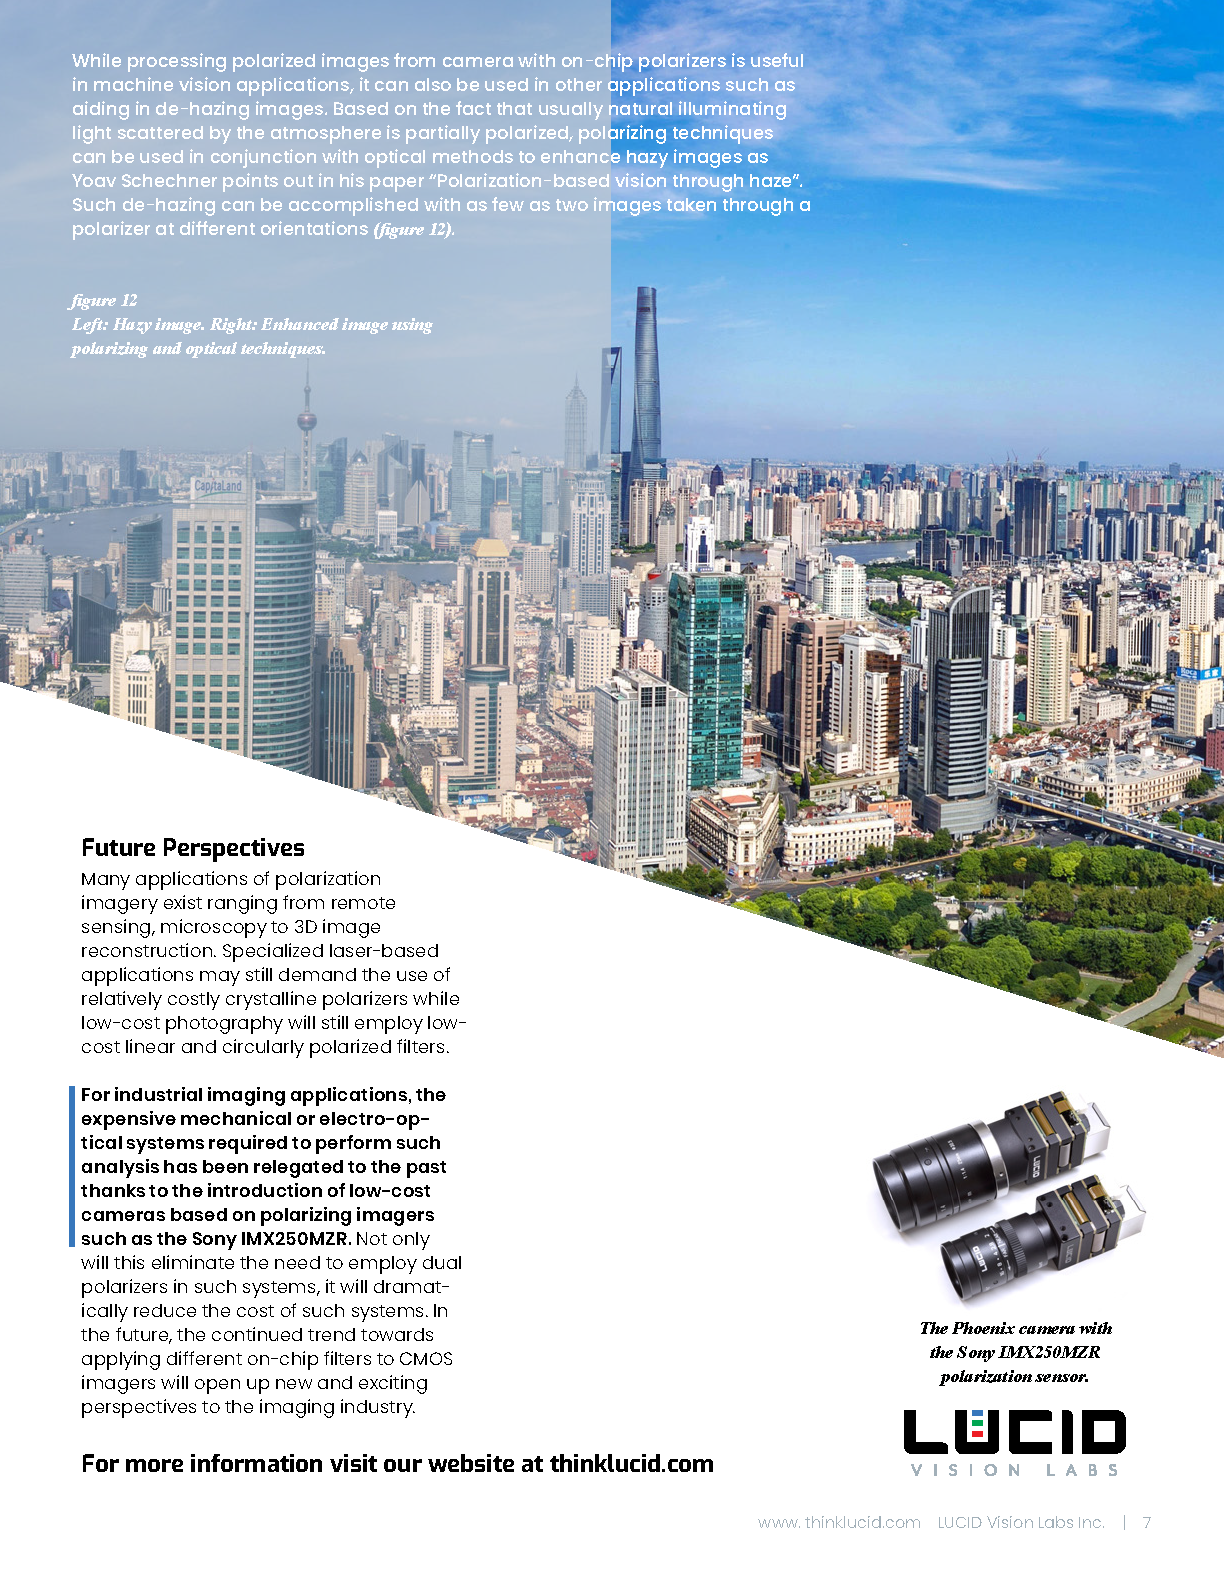 While processing polarized images from camera with on-chip polarizers is useful
in machine vision applications, it can also be used in other applications such as
aiding in de-hazing images. Based on the fact that usually natural illuminating
light scattered by the atmosphere is partially polarized, polarizing techniques
can be used in conjunction with optical methods to enhance hazy images as
Yoav Schechner points out in his paper “Polarization-based vision through haze”.
Such de-hazing can be accomplished with as few as two images taken through a
polarizer at different orientations (figure 12).
figure 12
Left: Hazy image. Right: Enhanced image using
polarizing and optical techniques.
CapitaLand
Future Perspectives
Many applications of polarization
imagery exist ranging from remote
sensing, microscopy to 3D image
reconstruction. Specialized laser-based
applications may still demand the use of
relatively costly crystalline polarizers while
low-cost photography will still employ low-
cost linear and circularly polarized filters.
For industrial imaging applications, the
expensive mechanical or electro-op-
tical systems required to perform such
analysis has been relegated to the past
thanks to the introduction of low-cost
cameras based on polarizing imagers
such as the Sony IMX250MZR. Not only
will this eliminate the need to employ dual
polarizers in such systems, it will dramat-
ically reduce the cost of such systems. In
the future, the continued trend towards
applying different on-chip filters to CMOS
imagers will open up new and exciting
perspectives to the imaging industry.
LUCID
LUCID
The Phoenix camera with
the Sony IMX250MZR
polarization sensor.
LUCID
VISION LABS
For more information visit our website at thinklucid.com
www.thinklucid.com LUCID Vision Labs Inc. | 7